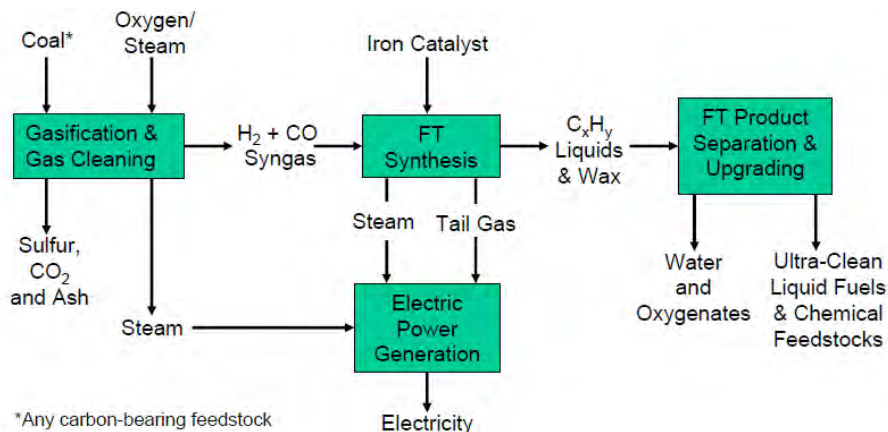 Coal*
Oxygen/
Steam
Iron Catalyst
Gasification &
Gas Cleaning
H₂ + CO
Syngas
FT
Synthesis
CₓHᵧ
Liquids
& Wax
FT Product
Separation &
Upgrading
Sulfur,
CO₂
and Ash
Steam
Steam
Tail Gas
Electric
Power
Generation
Water
and
Oxygenates
Ultra-Clean
Liquid Fuels
& Chemical
Feedstocks
Electricity
*Any carbon-bearing feedstock